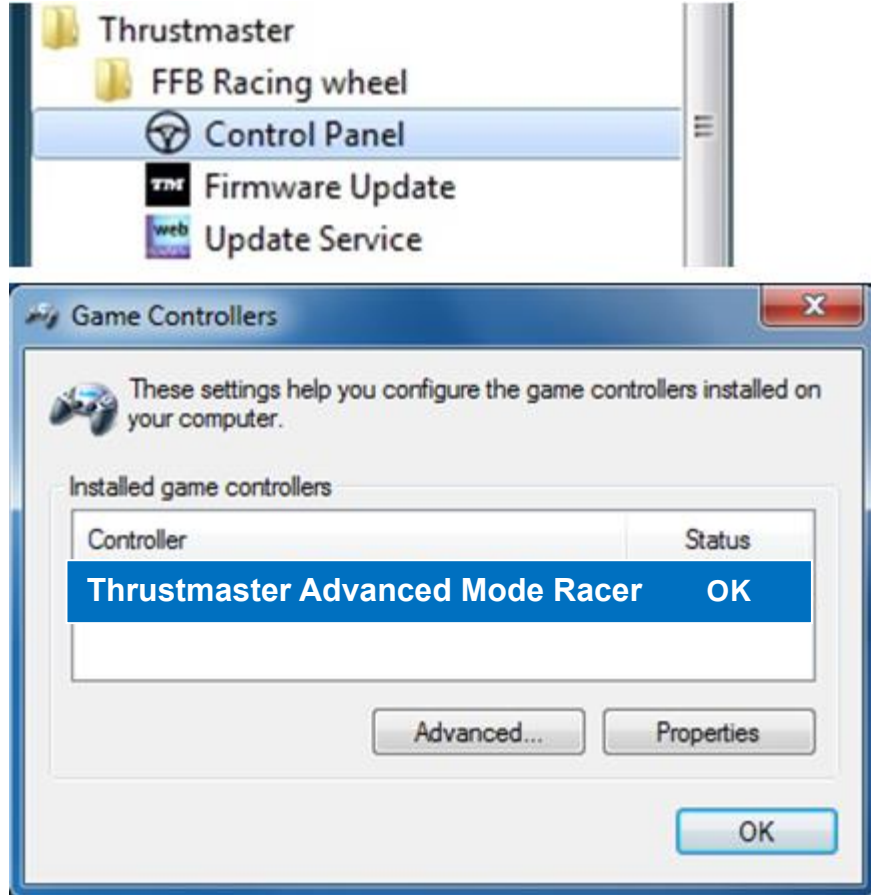 Thrustmaster
FFB Racing wheel
Control Panel
TM Firmware Update
web Update Service
Game Controllers
These settings help you configure the game controllers installed on
your computer.
Installed game controllers
Controller Status
Thrustmaster Advanced Mode Racer OK
Advanced... Properties
OK